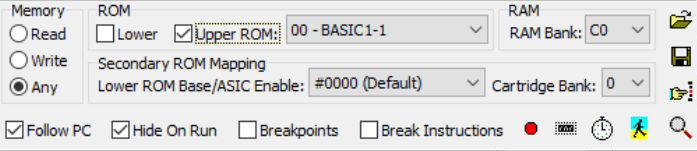 Memory
Read
Write
Any
ROM
Lower Upper ROM: 00 - BASIC1-1
RAM
RAM Bank: C0
Secondary ROM Mapping
Lower ROM Base/ASIC Enable: #0000 (Default) Cartridge Bank: 0
Follow PC Hide On Run Breakpoints Break Instructions